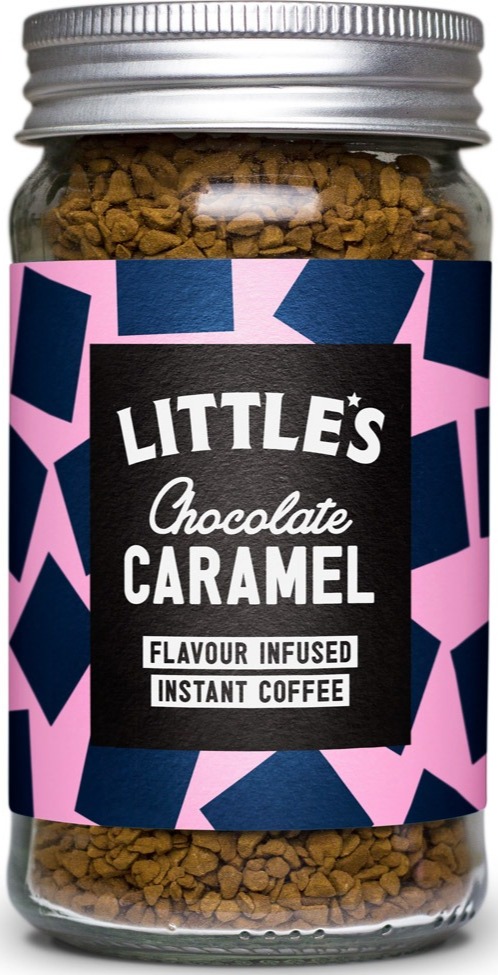 LITTLE'S
Chocolate
CARAMEL
FLAVOUR INFUSED
INSTANT COFFEE